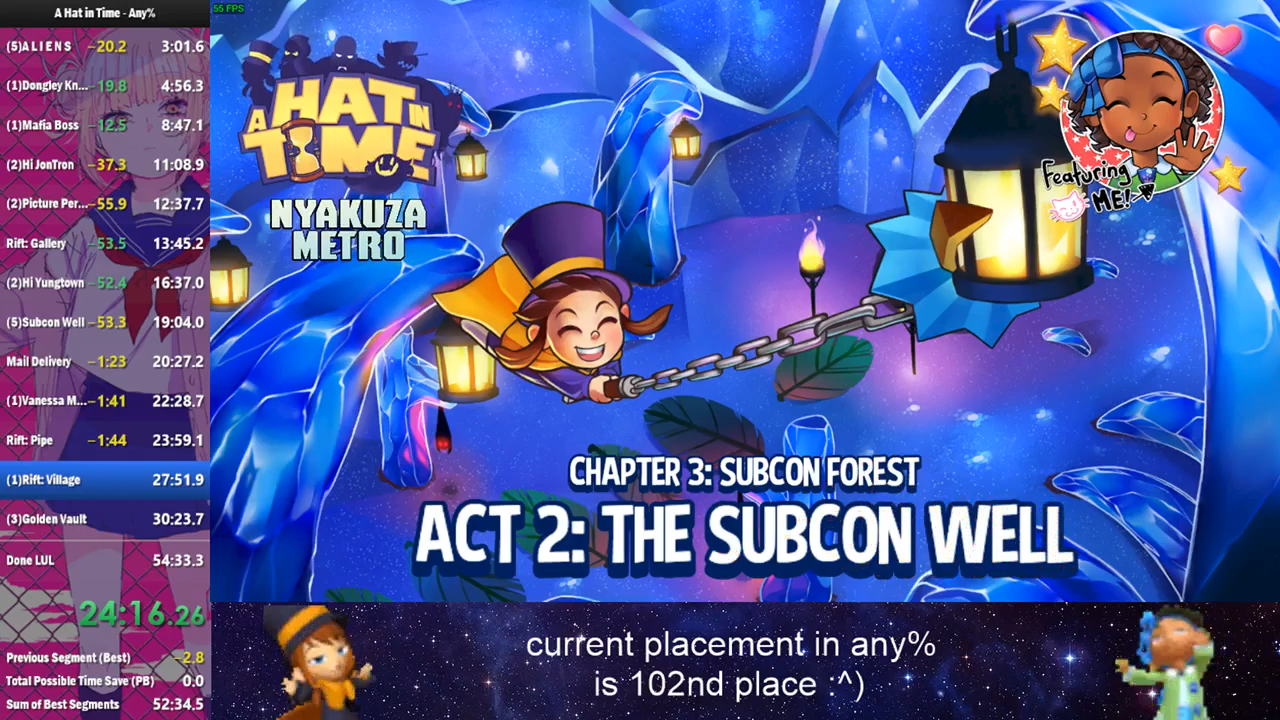 A Hat in Time - Any%
(5)A L I E N S −20.2 3:01.6
(1)Dongley Kn... −19.8 4:56.3
(1)Mafia Boss −12.5 8:47.1
(2)Hi JonTron −37.3 11:08.9
(2)Picture Per... −55.9 12:37.7
Rift: Gallery −53.5 13:45.2
(2)Hi Yungtown −52.4 16:37.0
(5)Subcon Well −53.3 19:04.0
Mail Delivery −1:23 20:27.2
(1)Vanessa M... −1:41 22:28.7
Rift: Pipe −1:44 23:59.1
(1)Rift: Village 27:51.9
(3)Golden Vault 30:23.7
Done LUL 54:33.3
24:16.26
Previous Segment (Best) −2.8
Total Possible Time Save (PB) 0.0
Sum of Best Segments 52:34.5
55 FPS
A HAT IN TIME
NYAKUZA
METRO
Featuring
ME!
CHAPTER 3: SUBCON FOREST
ACT 2: THE SUBCON WELL
current placement in any%
is 102nd place :^)